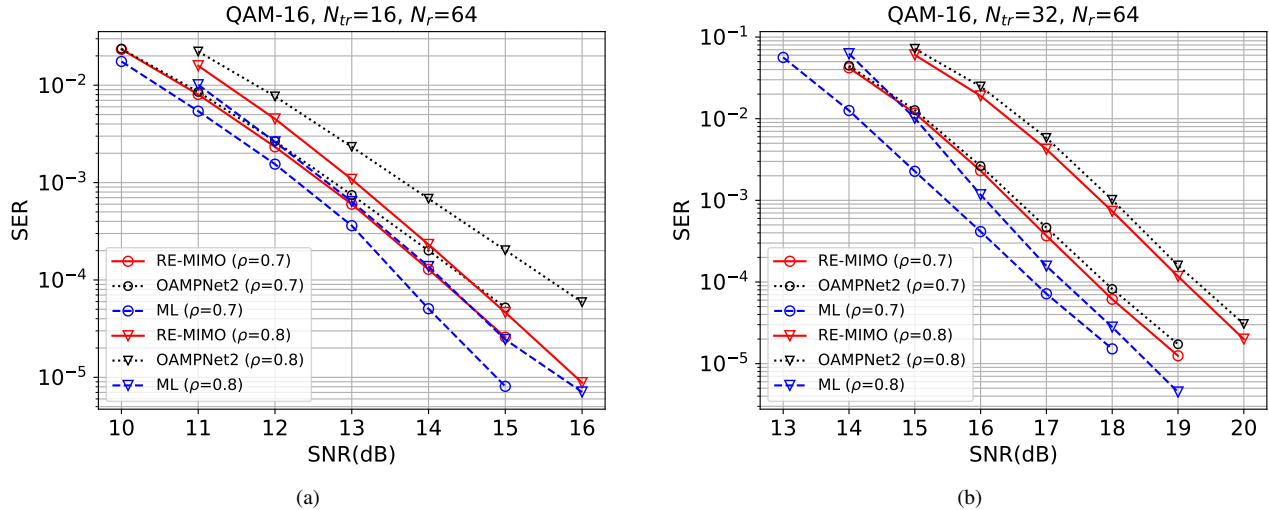 QAM-16, N_{tr}=16, N_r=64
SER
10^{-2}
10^{-3}
10^{-4}
10^{-5}
RE-MIMO (ρ=0.7)
OAMPNet2 (ρ=0.7)
ML (ρ=0.7)
RE-MIMO (ρ=0.8)
OAMPNet2 (ρ=0.8)
ML (ρ=0.8)
10 11 12 13 14 15 16
SNR(dB)
(a)
QAM-16, N_{tr}=32, N_r=64
SER
10^{-1}
10^{-2}
10^{-3}
10^{-4}
10^{-5}
RE-MIMO (ρ=0.7)
OAMPNet2 (ρ=0.7)
ML (ρ=0.7)
RE-MIMO (ρ=0.8)
OAMPNet2 (ρ=0.8)
ML (ρ=0.8)
13 14 15 16 17 18 19 20
SNR(dB)
(b)